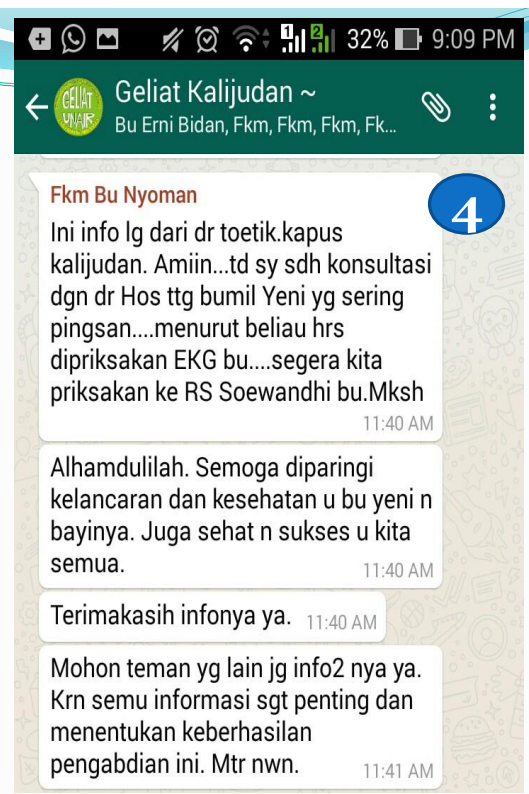 1 2 32% 9:09 PM
GELIAT UNAIR
Geliat Kalijudan ~
Bu Erni Bidan, Fkm, Fkm, Fkm, Fk...
4
Fkm Bu Nyoman
Ini info lg dari dr toetik.kapus
kalijudan. Amiin...td sy sdh konsultasi
dgn dr Hos ttg bumil Yeni yg sering
pingsan....menurut beliau hrs
dipriksakan EKG bu....segera kita
priksakan ke RS Soewandhi bu.Mksh
11:40 AM
Alhamdulilah. Semoga diparingi
kelancaran dan kesehatan u bu yeni n
bayinya. Juga sehat n sukses u kita
semua.
11:40 AM
Terimakasih infonya ya. 11:40 AM
Mohon teman yg lain jg info2 nya ya.
Krn semu informasi sgt penting dan
menentukan keberhasilan
pengabdian ini. Mtr nwn.
11:41 AM